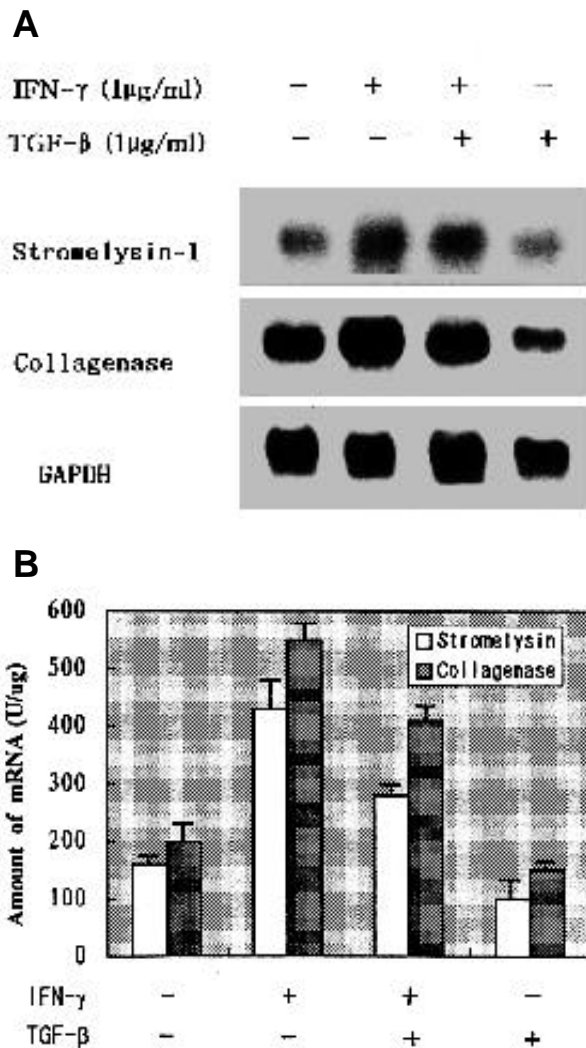 A
IFN-γ (1μg/ml) − + + −
TGF-β (1μg/ml) − − + +
Stromelysin-1
Collagenase
GAPDH
B
Amount of mRNA (U/ug)
600
500
400
300
200
100
0
Stromelysin
Collagenase
IFN-γ − + + −
TGF-β − − + +